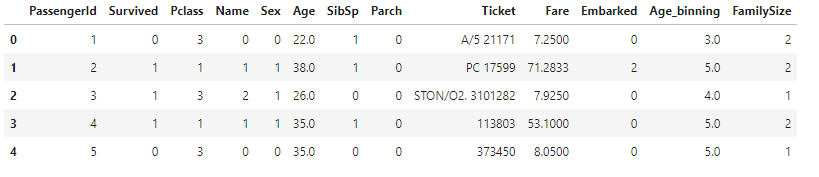 PassengerId Survived Pclass Name Sex Age SibSp Parch Ticket Fare Embarked Age_binning FamilySize
0 1 0 3 0 0 22.0 1 0 A/5 21171 7.2500 0 3.0 2
1 2 1 1 1 1 38.0 1 0 PC 17599 71.2833 2 5.0 2
2 3 1 3 2 1 26.0 0 0 STON/O2. 3101282 7.9250 0 4.0 1
3 4 1 1 1 1 35.0 1 0 113803 53.1000 0 5.0 2
4 5 0 3 0 0 35.0 0 0 373450 8.0500 0 5.0 1